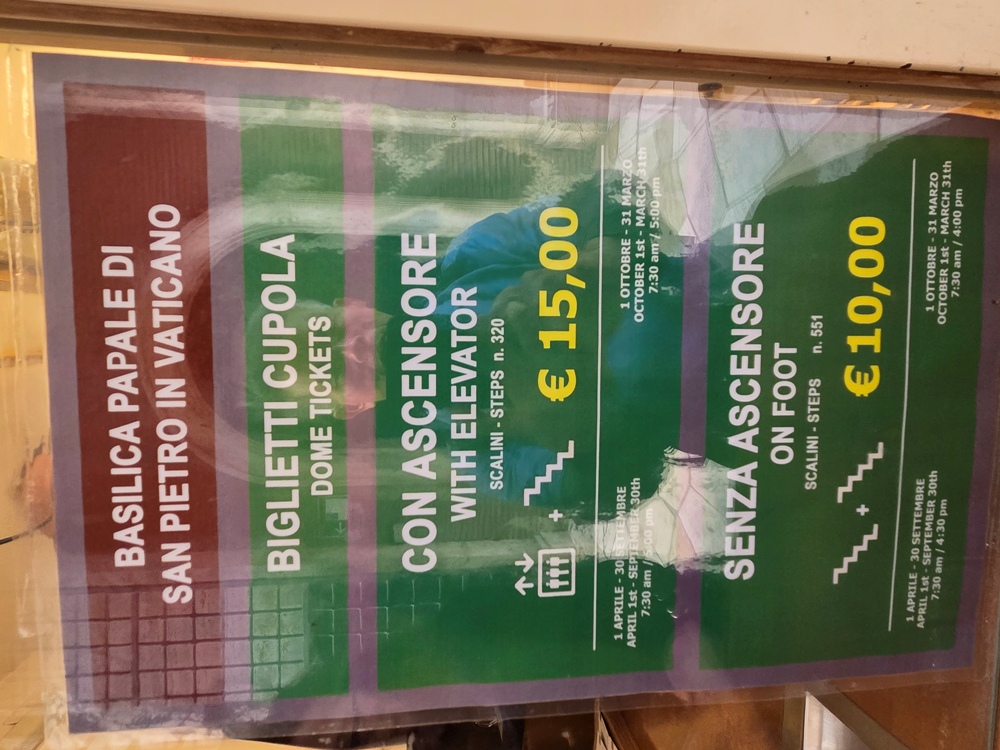 BASILICA PAPALE DI
SAN PIETRO IN VATICANO
BIGLIETTI CUPOLA
DOME TICKETS
CON ASCENSORE
WITH ELEVATOR
SCALINI - STEPS n. 320
+ € 15,00
1 APRILE - 30 SETTEMBRE
APRIL 1st - SEPTEMBER 30th
7:30 am / pm
1 OTTOBRE - 31 MARZO
OCTOBER 1st - MARCH 31th
7:30 am / 5:00 pm
SENZA ASCENSORE
ON FOOT
SCALINI - STEPS n. 551
+ € 10,00
1 APRILE - 30 SETTEMBRE
APRIL 1st - SEPTEMBER 30th
7:30 am / 4:30 pm
1 OTTOBRE - 31 MARZO
OCTOBER 1st - MARCH 31th
7:30 am / 4:00 pm